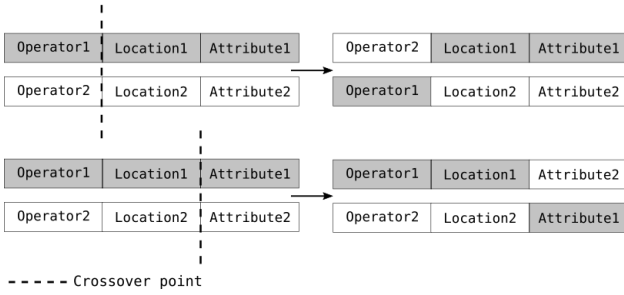 Operator1 Location1 Attribute1 Operator2 Location1 Attribute1
Operator2 Location2 Attribute2 Operator1 Location2 Attribute2
Operator1 Location1 Attribute1 Operator1 Location1 Attribute2
Operator2 Location2 Attribute2 Operator2 Location2 Attribute1
Crossover point